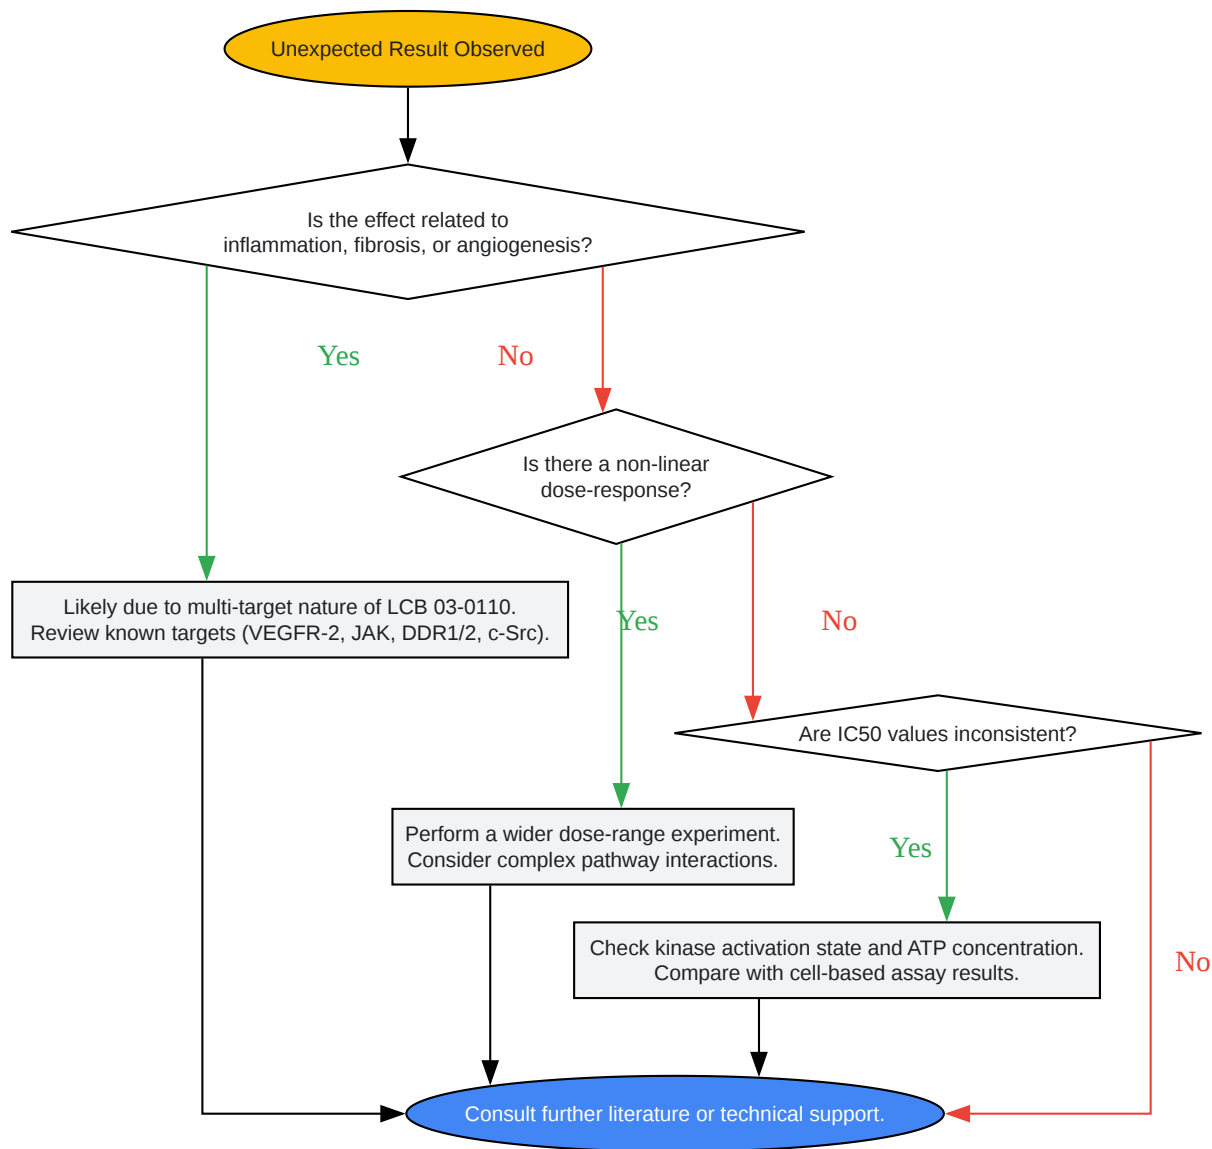 Unexpected Result Observed
Is the effect related to
inflammation, fibrosis, or angiogenesis?
Yes
No
Is there a non-linear
dose-response?
Likely due to multi-target nature of LCB 03-0110.
Review known targets (VEGFR-2, JAK, DDR1/2, c-Src).
Yes
No
Are IC50 values inconsistent?
Perform a wider dose-range experiment.
Consider complex pathway interactions.
Yes
Check kinase activation state and ATP concentration.
Compare with cell-based assay results.
No
Consult further literature or technical support.